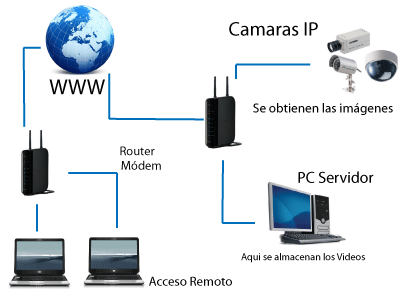 Camaras IP
WWW
Se obtienen las imágenes
Router
Módem
PC Servidor
Aqui se almacenan los Videos
Acceso Remoto